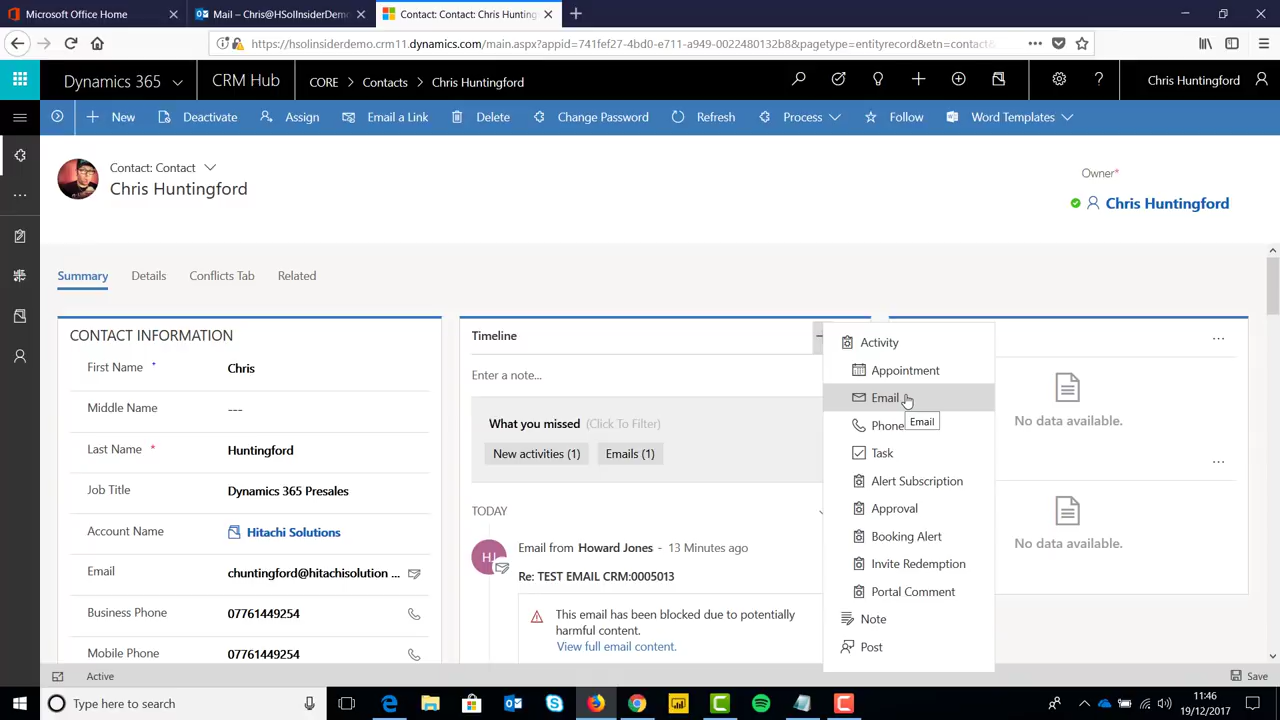 Microsoft Office Home
Mail – Chris@HSolInsiderDemo
Contact: Contact: Chris Huntingf
https://hsolinsiderdemo.crm11.dynamics.com/main.aspx?appid=741fef27-4bd0-e711-a949-0022480132b8&pagetype=entityrecord&etn=contact&
Dynamics 365
CRM Hub
CORE > Contacts > Chris Huntingford
Chris Huntingford
New
Deactivate
Assign
Email a Link
Delete
Change Password
Refresh
Process
Follow
Word Templates
Contact: Contact
Chris Huntingford
Owner*
Chris Huntingford
Summary
Details
Conflicts Tab
Related
CONTACT INFORMATION
First Name *
Chris
Middle Name
---
Last Name *
Huntingford
Job Title
Dynamics 365 Presales
Account Name
Hitachi Solutions
Email
chuntingford@hitachisolution ...
Business Phone
07761449254
Mobile Phone
07761449254
Timeline
Enter a note...
What you missed (Click To Filter)
New activities (1)
Emails (1)
TODAY
HJ
Email from Howard Jones - 13 Minutes ago
Re: TEST EMAIL CRM:0005013
This email has been blocked due to potentially
harmful content.
View full email content.
Activity
Appointment
Email
Email
Phone
Task
Alert Subscription
Approval
Booking Alert
Invite Redemption
Portal Comment
Note
Post
No data available.
No data available.
Active
Save
Type here to search
11:46
19/12/2017